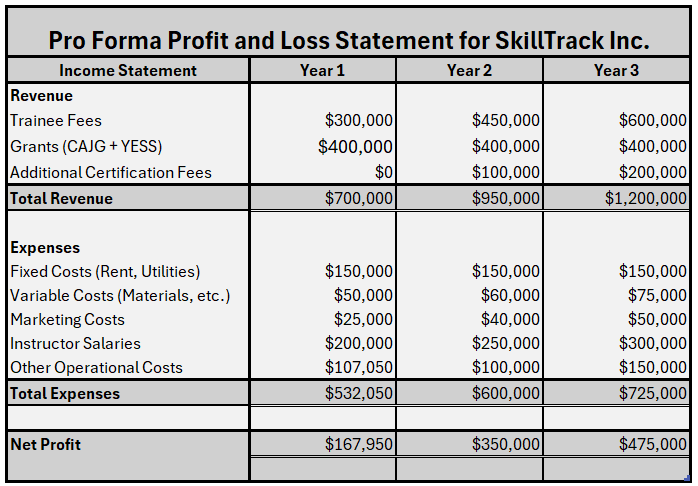 Pro Forma Profit and Loss Statement for SkillTrack Inc.
Income Statement Year 1 Year 2 Year 3
Revenue
Trainee Fees $300,000 $450,000 $600,000
Grants (CAJG + YESS) $400,000 $400,000 $400,000
Additional Certification Fees $0 $100,000 $200,000
Total Revenue $700,000 $950,000 $1,200,000
Expenses
Fixed Costs (Rent, Utilities) $150,000 $150,000 $150,000
Variable Costs (Materials, etc.) $50,000 $60,000 $75,000
Marketing Costs $25,000 $40,000 $50,000
Instructor Salaries $200,000 $250,000 $300,000
Other Operational Costs $107,050 $100,000 $150,000
Total Expenses $532,050 $600,000 $725,000
Net Profit $167,950 $350,000 $475,000